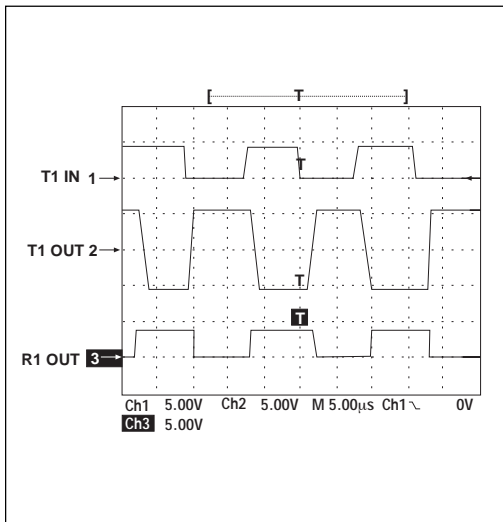 [ T ]
T1 IN 1
T
T1 OUT 2
T
T
R1 OUT 3
Ch1 5.00V Ch2 5.00V M 5.00µs Ch1 0V
Ch3 5.00V